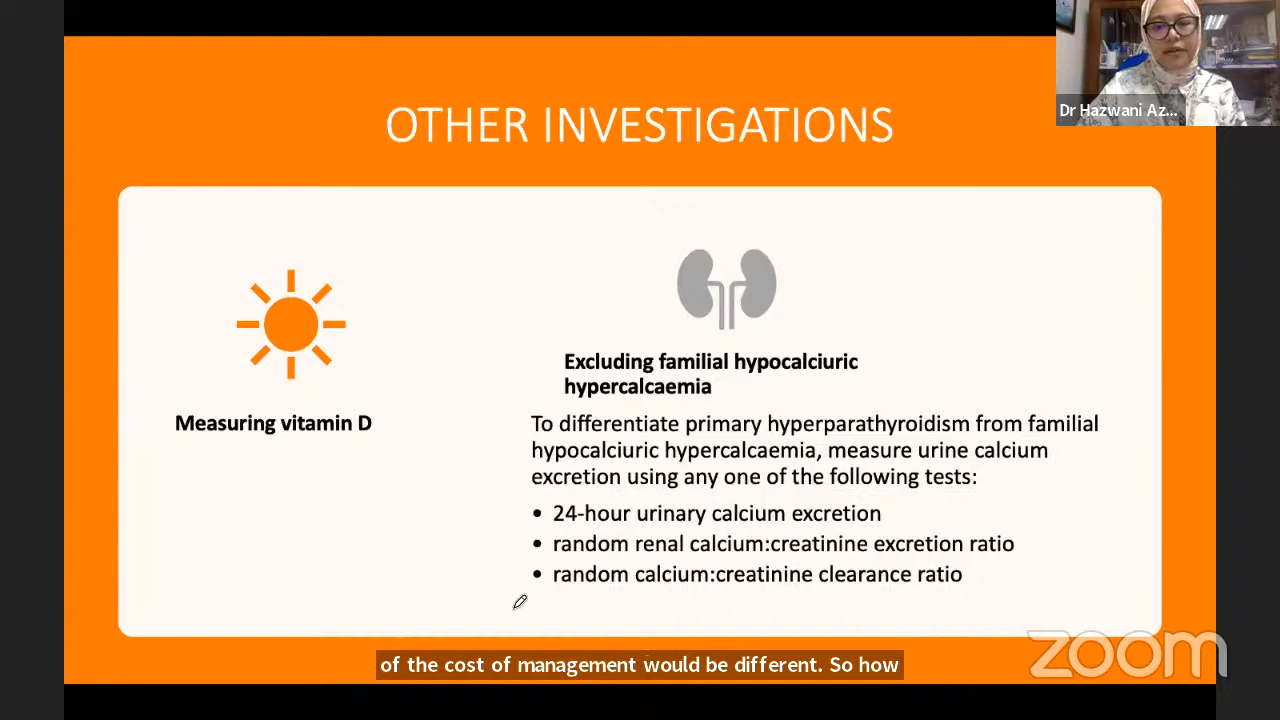 Dr Hazwani Az...
OTHER INVESTIGATIONS
Measuring vitamin D
Excluding familial hypocalciuric
hypercalcaemia
To differentiate primary hyperparathyroidism from familial
hypocalciuric hypercalcaemia, measure urine calcium
excretion using any one of the following tests:
• 24-hour urinary calcium excretion
• random renal calcium:creatinine excretion ratio
• random calcium:creatinine clearance ratio
of the cost of management would be different. So how
zoom